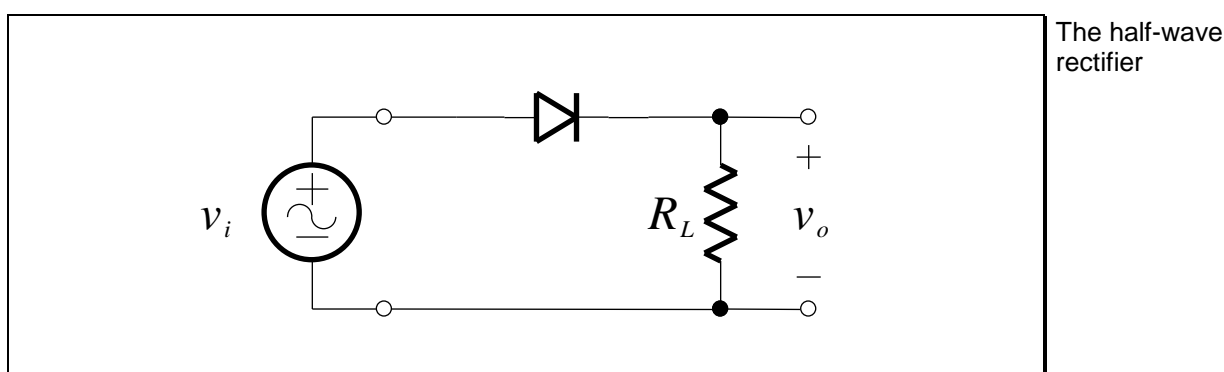 The half-wave
rectifier
+
v_i
+
−
R_L
v_o
−